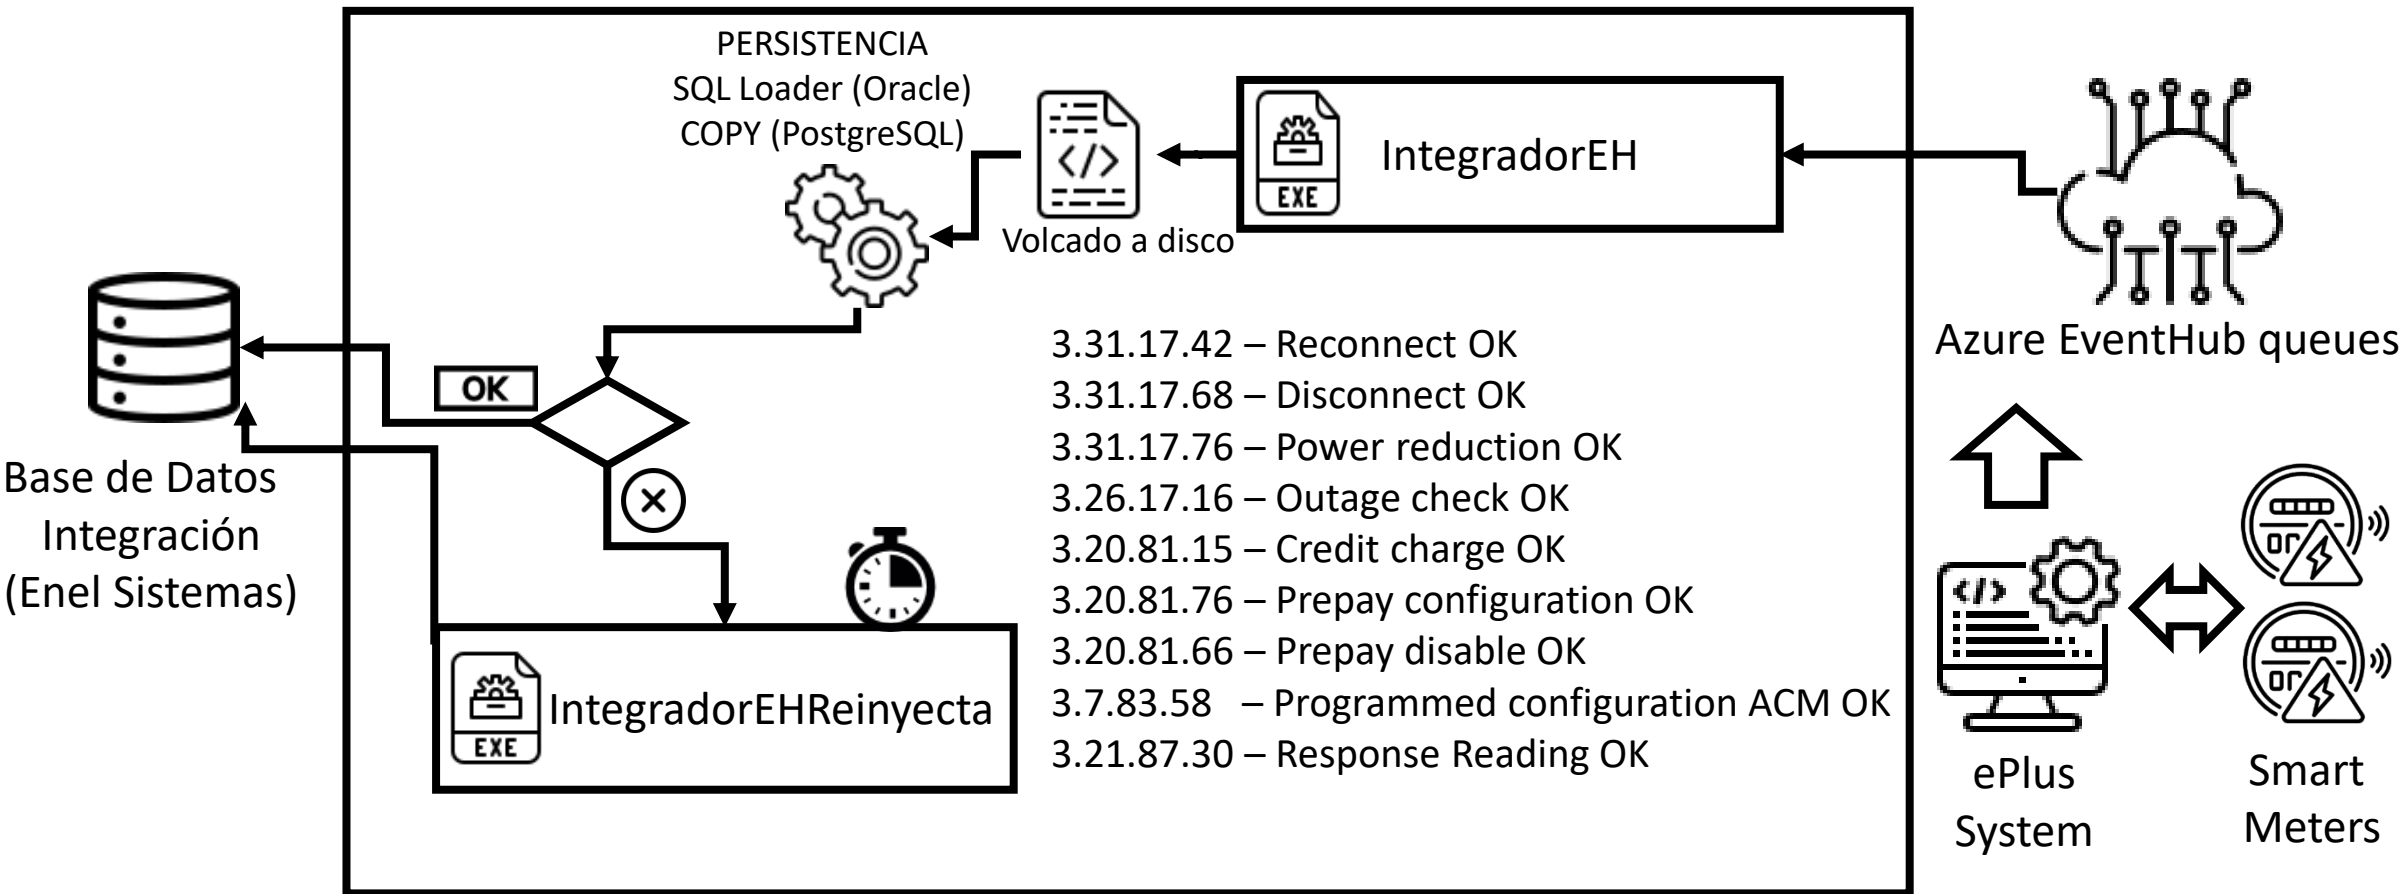 PERSISTENCIA
SQL Loader (Oracle)
COPY (PostgreSQL)
</>
Volcado a disco
EXE
IntegradorEH
Azure EventHub queues
OK
Base de Datos
Integración
(Enel Sistemas)
3.31.17.42 – Reconnect OK
3.31.17.68 – Disconnect OK
3.31.17.76 – Power reduction OK
3.26.17.16 – Outage check OK
3.20.81.15 – Credit charge OK
3.20.81.76 – Prepay configuration OK
3.20.81.66 – Prepay disable OK
3.7.83.58 – Programmed configuration ACM OK
3.21.87.30 – Response Reading OK
EXE
IntegradorEHReinyecta
</>
ePlus
System
Smart
Meters